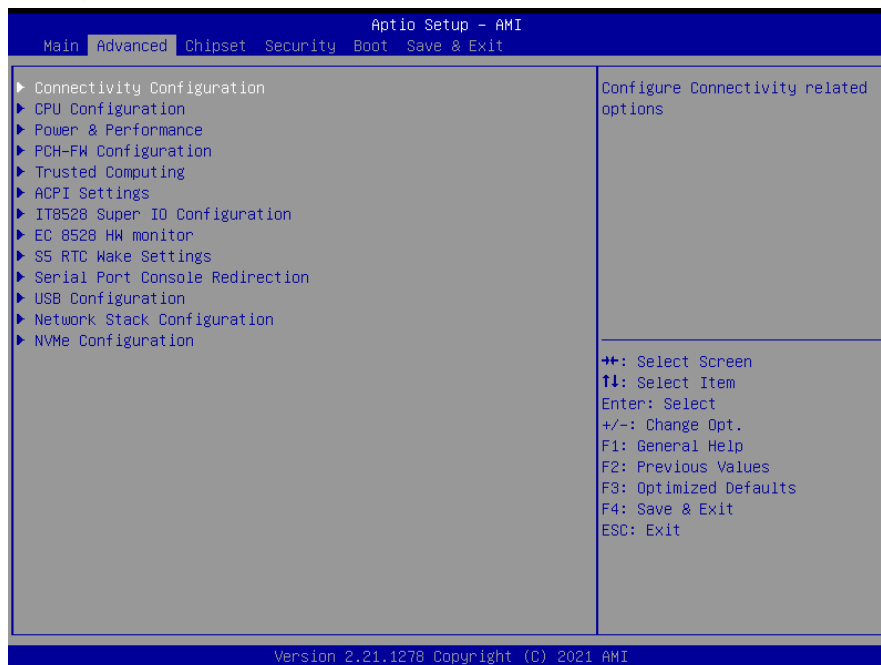 Aptio Setup – AMI
Main Advanced Chipset Security Boot Save & Exit
▶ Connectivity Configuration
▶ CPU Configuration
▶ Power & Performance
▶ PCH-FW Configuration
▶ Trusted Computing
▶ ACPI Settings
▶ IT8528 Super IO Configuration
▶ EC 8528 HW monitor
▶ S5 RTC Wake Settings
▶ Serial Port Console Redirection
▶ USB Configuration
▶ Network Stack Configuration
▶ NVMe Configuration
Configure Connectivity related
options
→←: Select Screen
↑↓: Select Item
Enter: Select
+/-: Change Opt.
F1: General Help
F2: Previous Values
F3: Optimized Defaults
F4: Save & Exit
ESC: Exit
Version 2.21.1278 Copyright (C) 2021 AMI